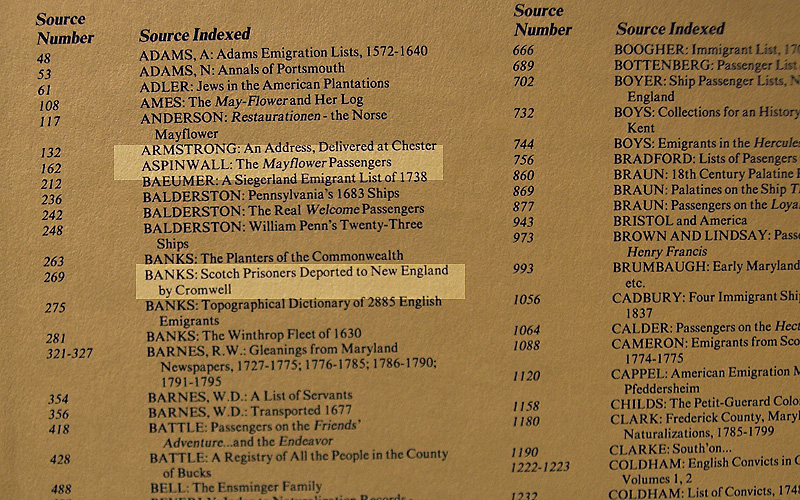 Source
Number
Source Indexed
48 ADAMS, A: Adams Emigration Lists, 1572-1640
53 ADAMS, N: Annals of Portsmouth
61 ADLER: Jews in the American Plantations
108 AMES: The May-Flower and Her Log
117 ANDERSON: Restaurationen - the Norse
Mayflower
132 ARMSTRONG: An Address, Delivered at Chester
162 ASPINWALL: The Mayflower Passengers
212 BAEUMER: A Siegerland Emigrant List of 1738
236 BALDERSTON: Pennsylvania's 1683 Ships
242 BALDERSTON: The Real Welcome Passengers
248 BALDERSTON: William Penn's Twenty-Three
Ships
263 BANKS: The Planters of the Commonwealth
269 BANKS: Scotch Prisoners Deported to New England
by Cromwell
275 BANKS: Topographical Dictionary of 2885 English
Emigrants
281 BANKS: The Winthrop Fleet of 1630
321-327 BARNES, R.W.: Gleanings from Maryland
Newspapers, 1727-1775; 1776-1785; 1786-1790;
1791-1795
354 BARNES, W.D.: A List of Servants
356 BARNES, W.D.: Transported 1677
418 BATTLE: Passengers on the Friends'
Adventure...and the Endeavor
428 BATTLE: A Registry of All the People in the County
of Bucks
488 BELL: The Ensminger Family
Source
Number
Source Indexed
666 BOOGHER: Immigrant List, 170
689 BOTTENBERG: Passenger List
702 BOYER: Ship Passenger Lists, N
England
732 BOYS: Collections for an History
Kent
744 BOYS: Emigrants in the Hercules
756 BRADFORD: Lists of Pasengers
860 BRAUN: 18th Century Palatine
869 BRAUN: Palatines on the Ship T
877 BRAUN: Passengers on the Loya
943 BRISTOL and America
973 BROWN AND LINDSAY: Passe
Henry Francis
993 BRUMBAUGH: Early Maryland
etc.
1056 CADBURY: Four Immigrant Shi
1837
1064 CALDER: Passengers on the Hect
1088 CAMERON: Emigrants from Sco
1774-1775
1120 CAPPEL: American Emigration M
Pfeddersheim
1158 CHILDS: The Petit-Guerard Colo
1180 CLARK: Frederick County, Maryl
Naturalizations, 1785-1799
1190 CLARKE: South'on...
1222-1223 COLDHAM: English Convicts in C
Volumes 1, 2
1232 COLDHAM: List of Convicts, 174